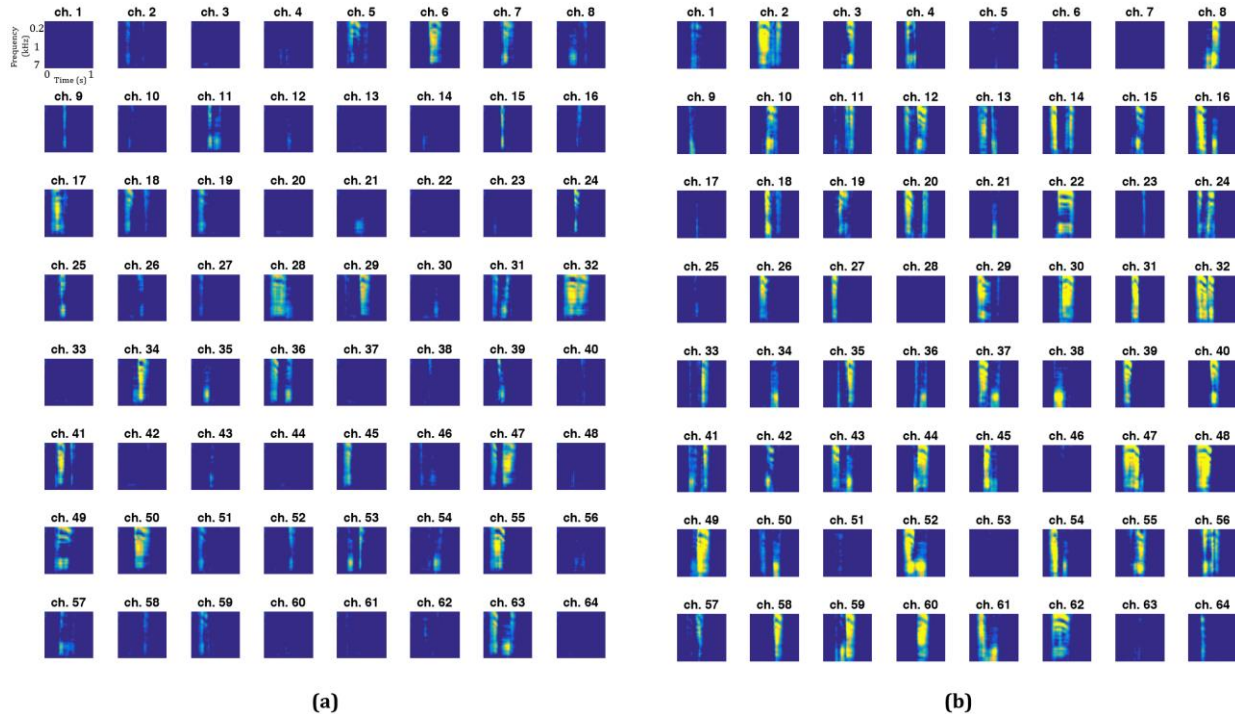 ch. 1 ch. 2 ch. 3 ch. 4 ch. 5 ch. 6 ch. 7 ch. 8
Frequency
(kHz)
0.2
1
7
0 Time (s) 1
ch. 9 ch. 10 ch. 11 ch. 12 ch. 13 ch. 14 ch. 15 ch. 16
ch. 17 ch. 18 ch. 19 ch. 20 ch. 21 ch. 22 ch. 23 ch. 24
ch. 25 ch. 26 ch. 27 ch. 28 ch. 29 ch. 30 ch. 31 ch. 32
ch. 33 ch. 34 ch. 35 ch. 36 ch. 37 ch. 38 ch. 39 ch. 40
ch. 41 ch. 42 ch. 43 ch. 44 ch. 45 ch. 46 ch. 47 ch. 48
ch. 49 ch. 50 ch. 51 ch. 52 ch. 53 ch. 54 ch. 55 ch. 56
ch. 57 ch. 58 ch. 59 ch. 60 ch. 61 ch. 62 ch. 63 ch. 64
(a)
ch. 1 ch. 2 ch. 3 ch. 4 ch. 5 ch. 6 ch. 7 ch. 8
ch. 9 ch. 10 ch. 11 ch. 12 ch. 13 ch. 14 ch. 15 ch. 16
ch. 17 ch. 18 ch. 19 ch. 20 ch. 21 ch. 22 ch. 23 ch. 24
ch. 25 ch. 26 ch. 27 ch. 28 ch. 29 ch. 30 ch. 31 ch. 32
ch. 33 ch. 34 ch. 35 ch. 36 ch. 37 ch. 38 ch. 39 ch. 40
ch. 41 ch. 42 ch. 43 ch. 44 ch. 45 ch. 46 ch. 47 ch. 48
ch. 49 ch. 50 ch. 51 ch. 52 ch. 53 ch. 54 ch. 55 ch. 56
ch. 57 ch. 58 ch. 59 ch. 60 ch. 61 ch. 62 ch. 63 ch. 64
(b)